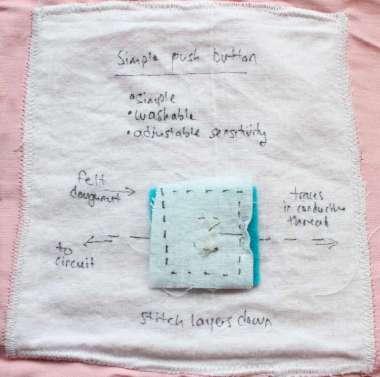 Simple push button
• simple
• washable
• adjustable sensitivity
felt
doughnut
traces
in conductive
thread
to
circuit
stitch layers down